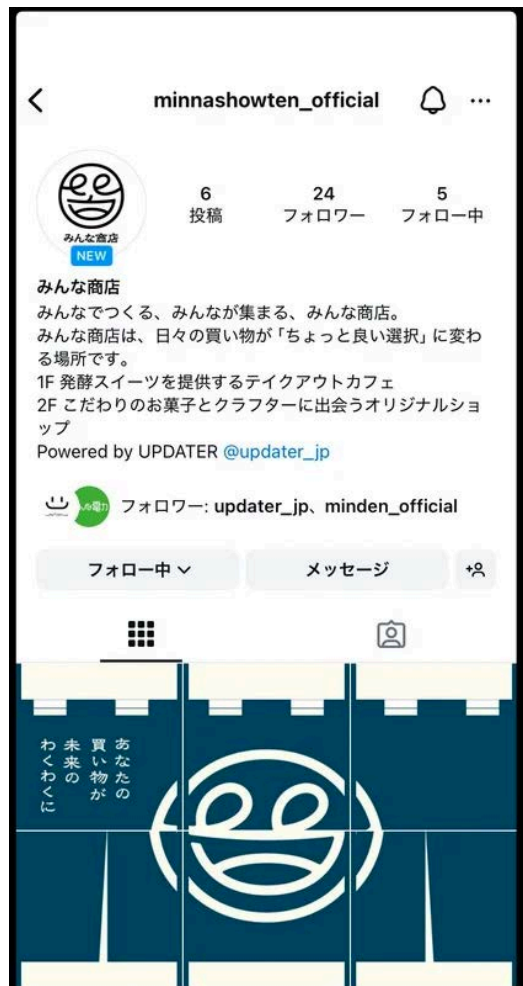 minnashowten_official
6
投稿
24
フォロワー
5
フォロー中
みんな商店
NEW
みんな商店
みんなでつくる、みんなが集まる、みんな商店。
みんな商店は、日々の買い物が「ちょっと良い選択」に変わ
る場所です。
1F 発酵スイーツを提供するテイクアウトカフェ
2F こだわりのお菓子とクラフターに出会うオリジナルショ
ップ
Powered by UPDATER @updater_jp
フォロワー: updater_jp、minden_official
フォロー中
メッセージ
あなたの
買い物が
未来の
わくわくに